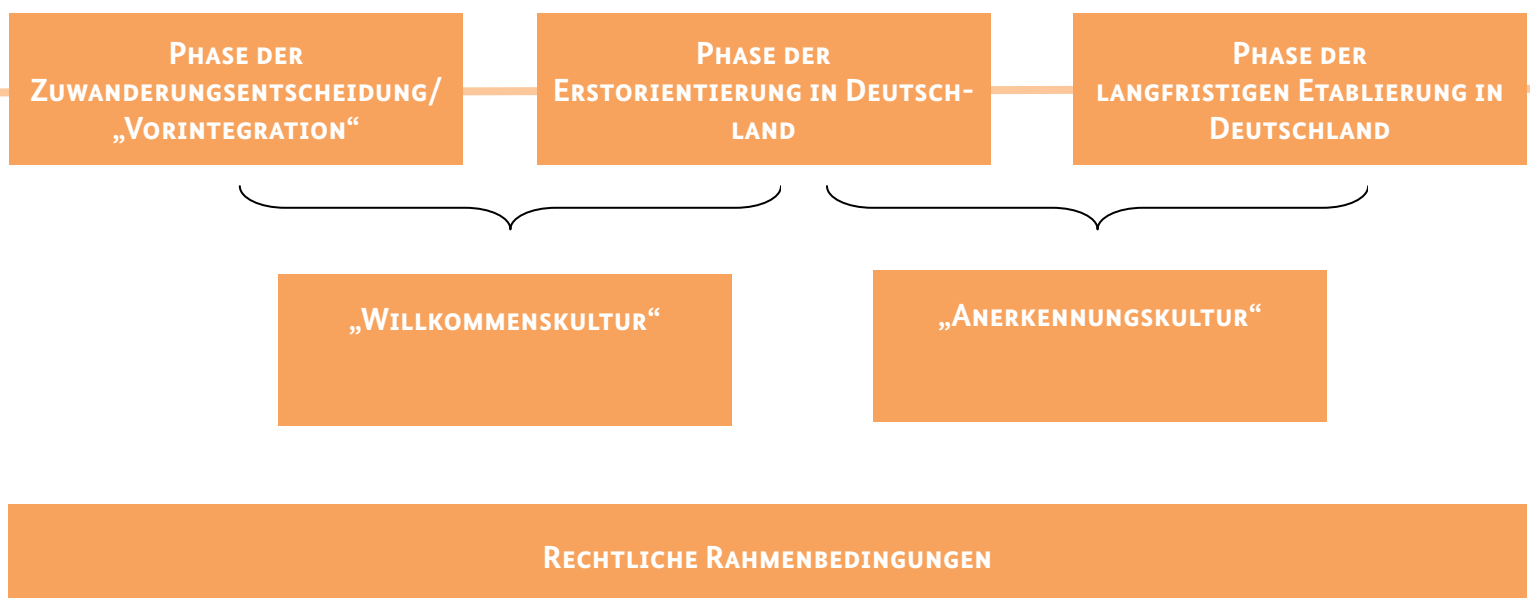 Phase der
Zuwanderungsentscheidung/
„Vorintegration“
Phase der
Erstorientierung in Deutsch-
land
Phase der
langfristigen Etablierung in
Deutschland
„Willkommenskultur“
„Anerkennungskultur“
Rechtliche Rahmenbedingungen